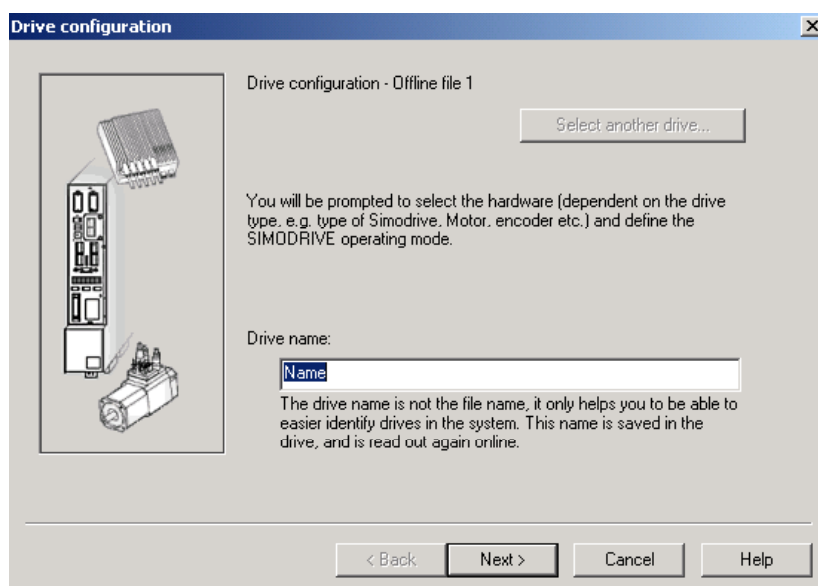 Drive configuration
Drive configuration - Offline file 1
Select another drive...
You will be prompted to select the hardware (dependent on the drive
type, e.g. type of Simodrive, Motor, encoder etc.) and define the
SIMODRIVE operating mode.
Drive name:
Name
The drive name is not the file name, it only helps you to be able to
easier identify drives in the system. This name is saved in the
drive, and is read out again online.
< Back
Next >
Cancel
Help